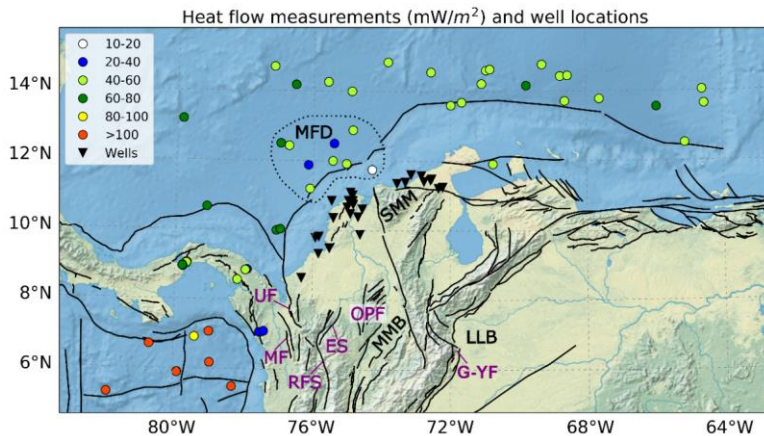 Heat flow measurements (mW/m²) and well locations
10-20
20-40
40-60
60-80
80-100
>100
Wells
14°N
12°N
10°N
8°N
6°N
MFD
SMM
UF
OPF
MF
ES
MMB
LLB
RFS
G-YF
80°W
76°W
72°W
68°W
64°W